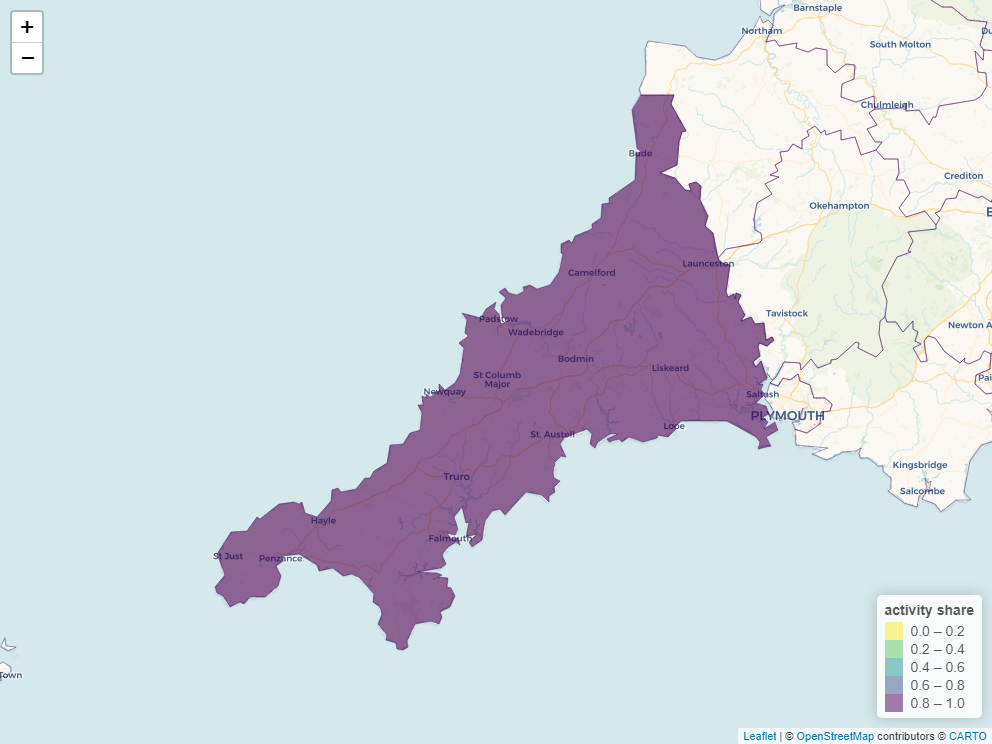 +
−
Barnstaple
Northam
South Molton
Chulmleigh
Bude
Crediton
Okehampton
Launceston
Camelford
Tavistock
Padstow
Wadebridge
Newton A
Bodmin
Liskeard
St Columb
Major
Pai
Newquay
Saltash
PLYMOUTH
Looe
St. Austell
Kingsbridge
Truro
Salcombe
Hayle
Falmouth
St Just
Penzance
Town
activity share
0.0 – 0.2
0.2 – 0.4
0.4 – 0.6
0.6 – 0.8
0.8 – 1.0
Leaflet | © OpenStreetMap contributors © CARTO